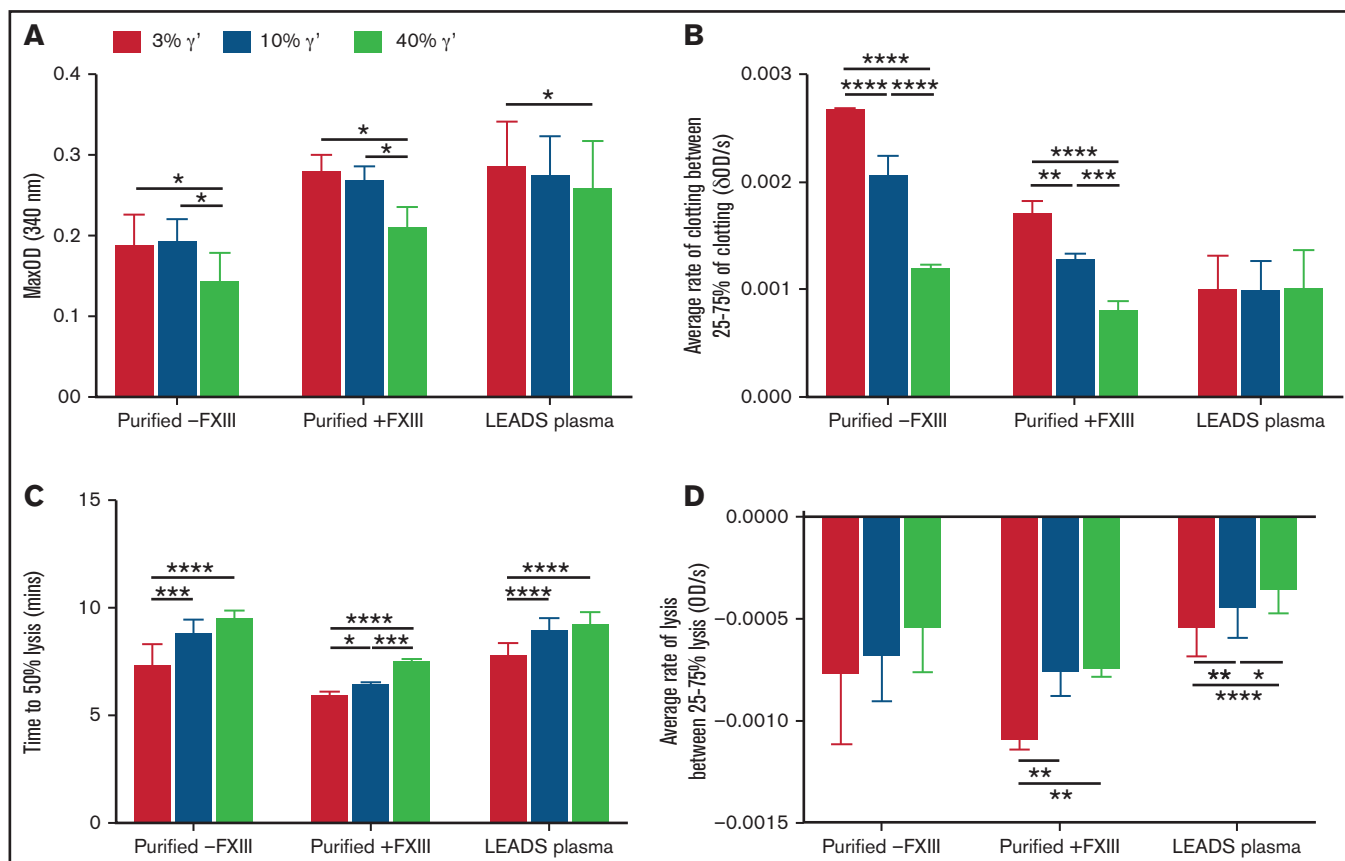 A
3% γ’ 10% γ’ 40% γ’
0.4
0.3
0.2
0.1
00
MaxOD (340 nm)
*
*
*
*
*
Purified –FXIII Purified +FXIII LEADS plasma
B
0.003
0.002
0.001
0.000
Average rate of clotting between
25-75% of clotting (δOD/s)
****
**** ****
****
** ***
Purified –FXIII Purified +FXIII LEADS plasma
C
15
10
5
0
Time to 50% lysis (mins)
****
***
****
* ***
****
****
Purified –FXIII Purified +FXIII LEADS plasma
D
0.0000
–0.0005
–0.0010
–0.0015
Average rate of lysis
between 25-75% lysis (OD/s)
**
**
** *
****
Purified –FXIII Purified +FXIII LEADS plasma